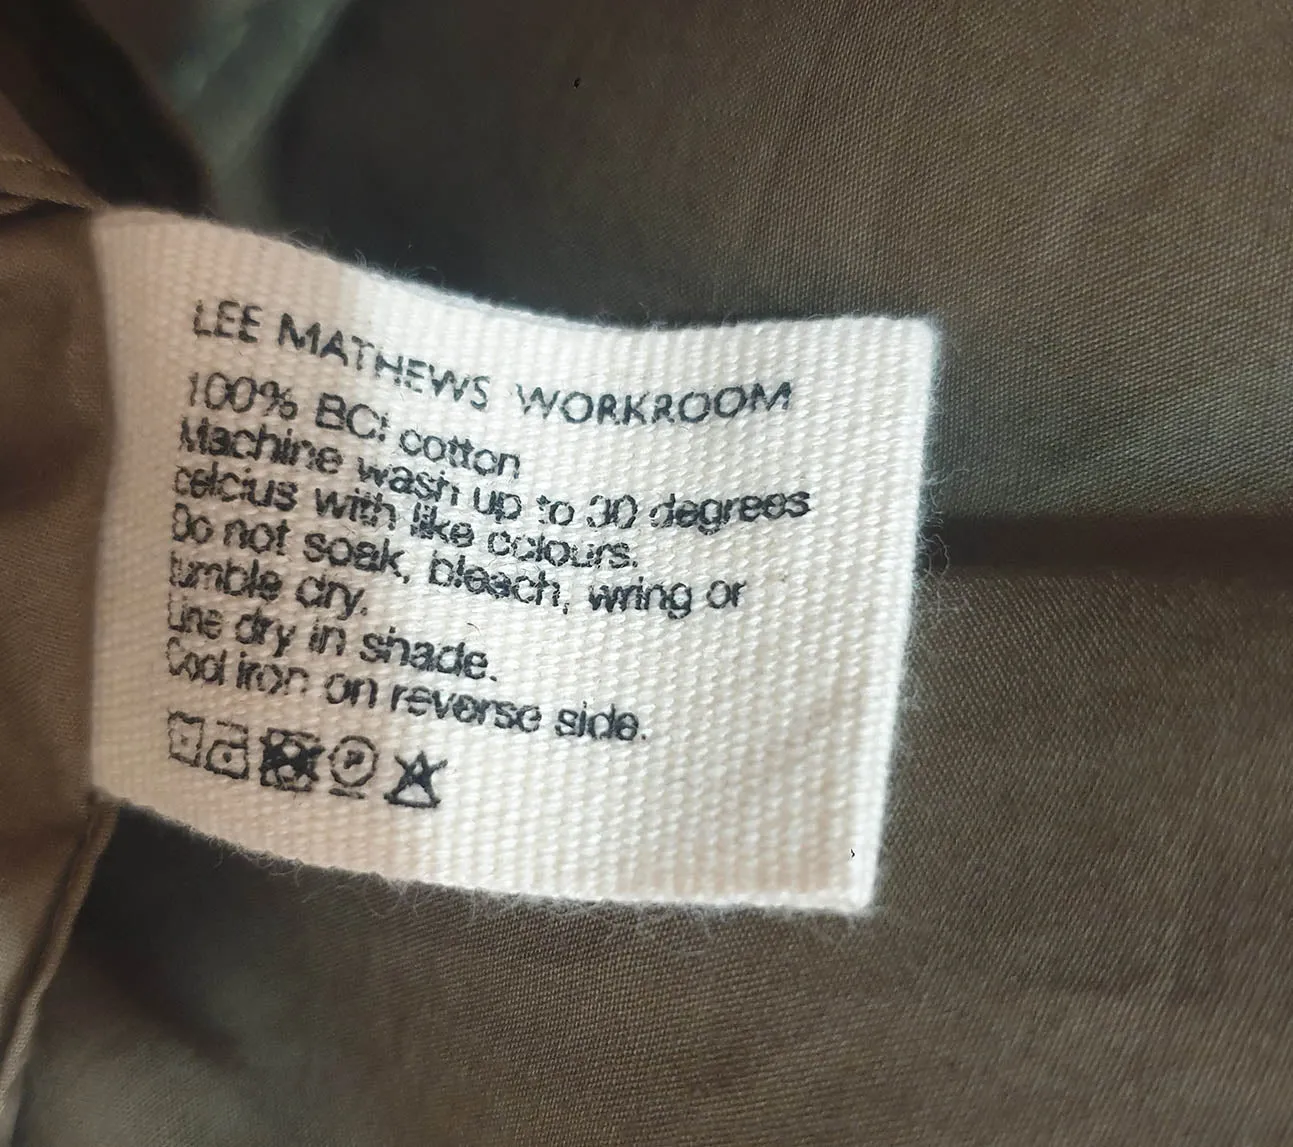 LEE MATHEWS WORKROOM
100% BCI cotton
Machine wash up to 30 degrees
celcius with like colours.
Do not soak, bleach, wring or
tumble dry.
Line dry in shade.
Cool iron on reverse side.
P